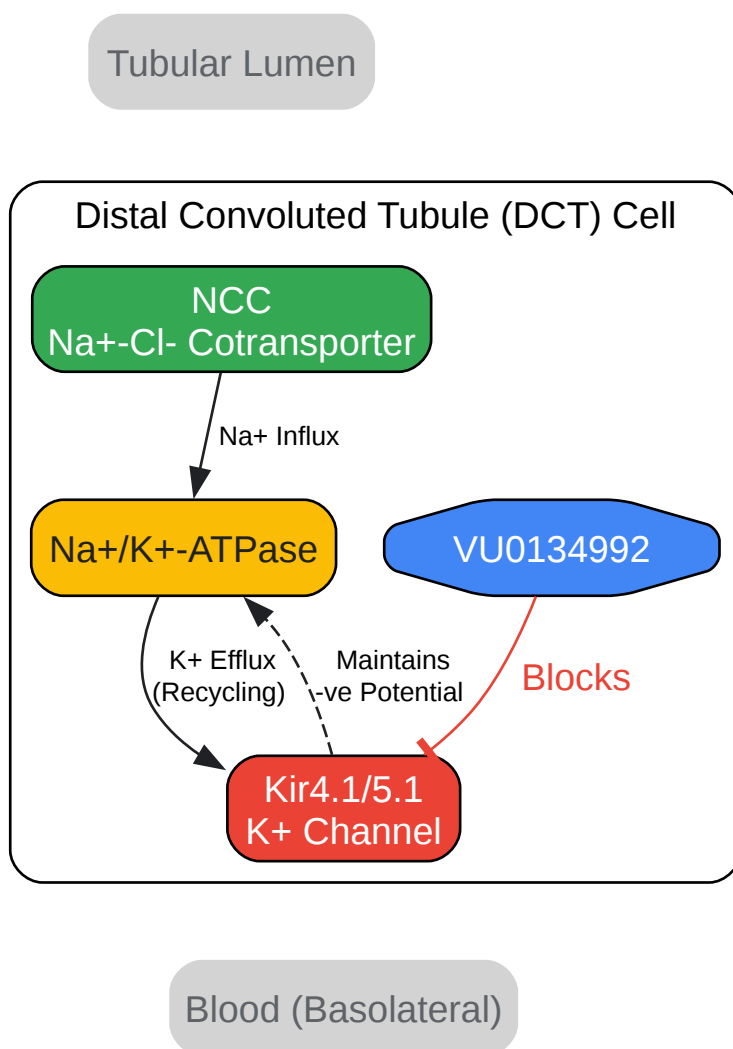 Tubular Lumen
Distal Convoluted Tubule (DCT) Cell
NCC
Na+-Cl- Cotransporter
Na+ Influx
Na+/K+-ATPase
VU0134992
K+ Efflux
(Recycling)
Maintains
-ve Potential
Blocks
Kir4.1/5.1
K+ Channel
Blood (Basolateral)